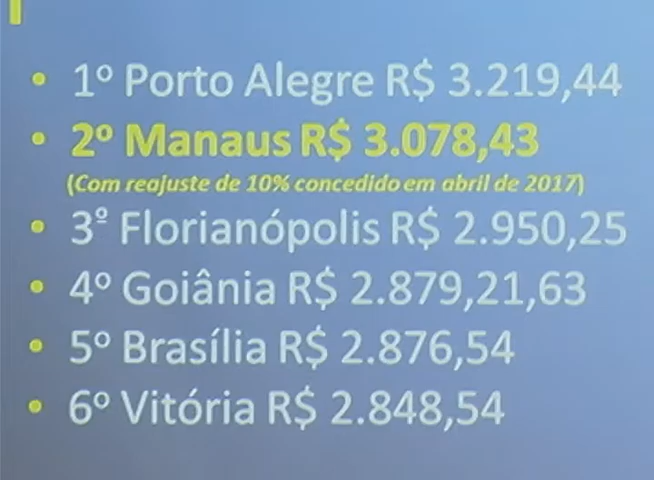 • 1º Porto Alegre R$ 3.219,44
• 2º Manaus R$ 3.078,43
(Com reajuste de 10% concedido em abril de 2017)
• 3º Florianópolis R$ 2.950,25
• 4º Goiânia R$ 2.879,21,63
• 5º Brasília R$ 2.876,54
• 6º Vitória R$ 2.848,54